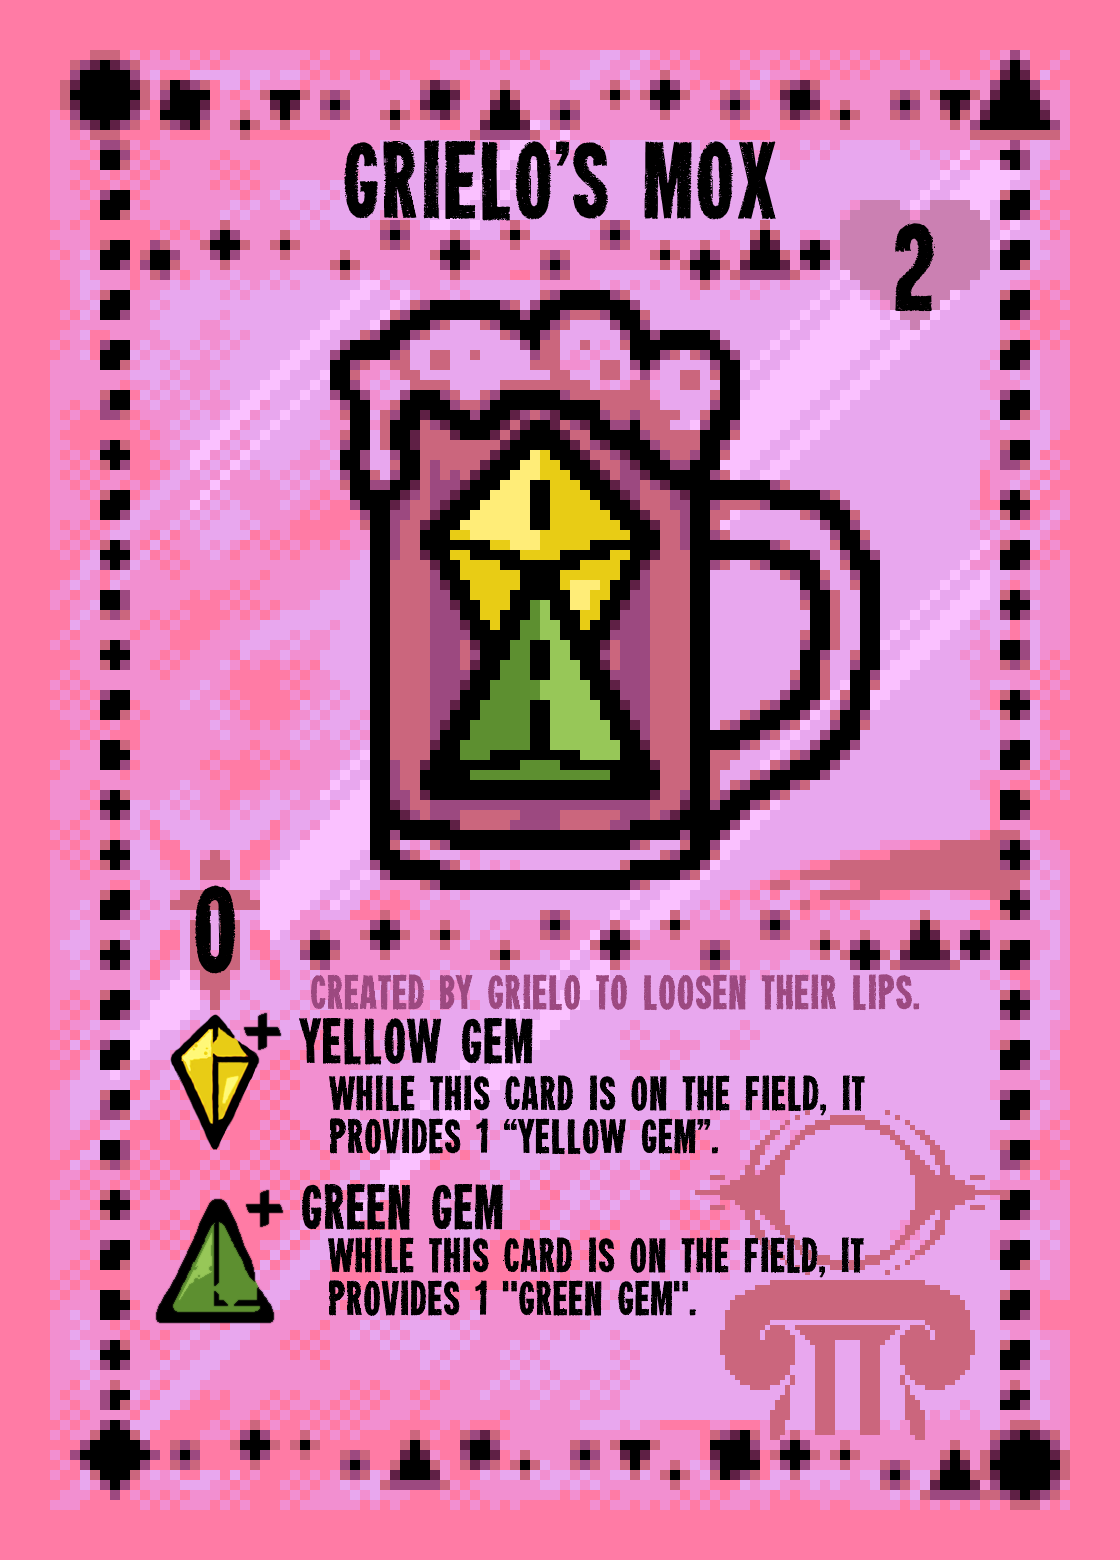 GRIELO'S MOX
2
0
CREATED BY GRIELO TO LOOSEN THEIR LIPS.
+ YELLOW GEM
WHILE THIS CARD IS ON THE FIELD, IT
PROVIDES 1 “YELLOW GEM”.
+ GREEN GEM
WHILE THIS CARD IS ON THE FIELD, IT
PROVIDES 1 "GREEN GEM".